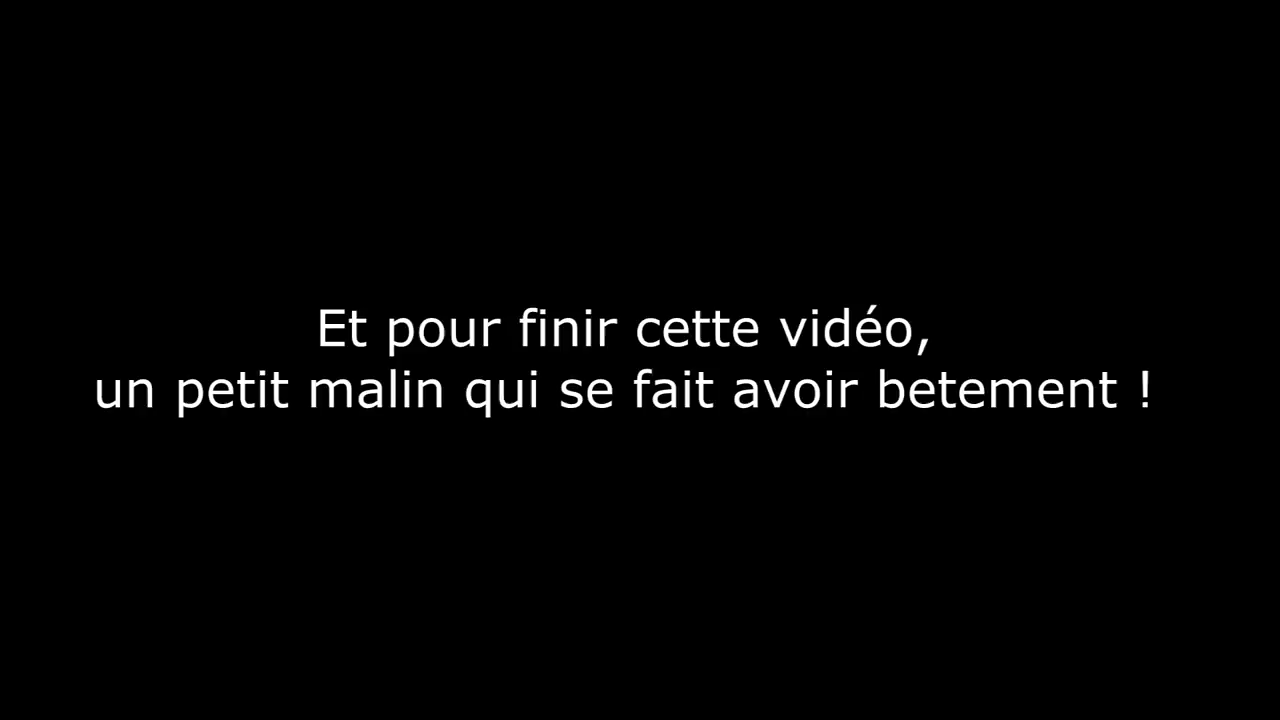 Et pour finir cette vidéo,
un petit malin qui se fait avoir betement !